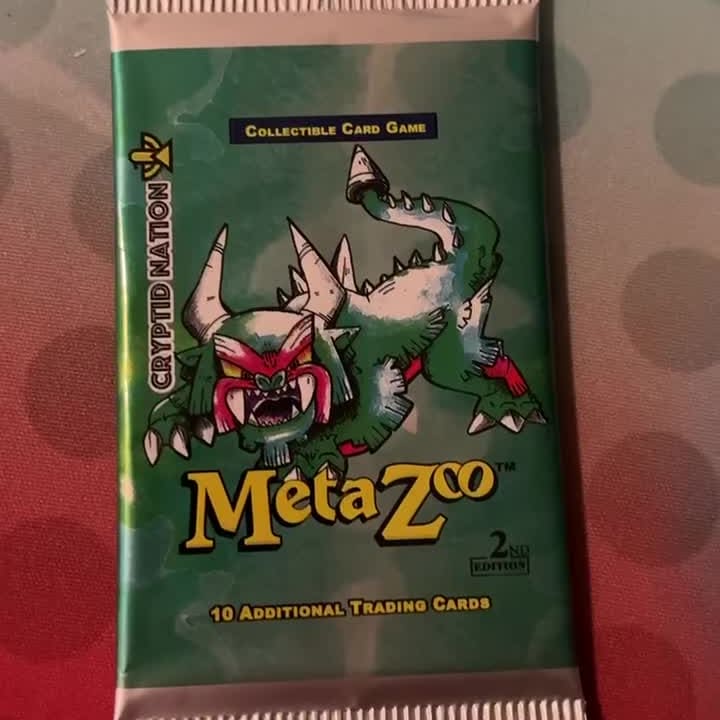 COLLECTIBLE CARD GAME
CRYPTID NATION
MetaZoo™
2ND
EDITION
10 ADDITIONAL TRADING CARDS